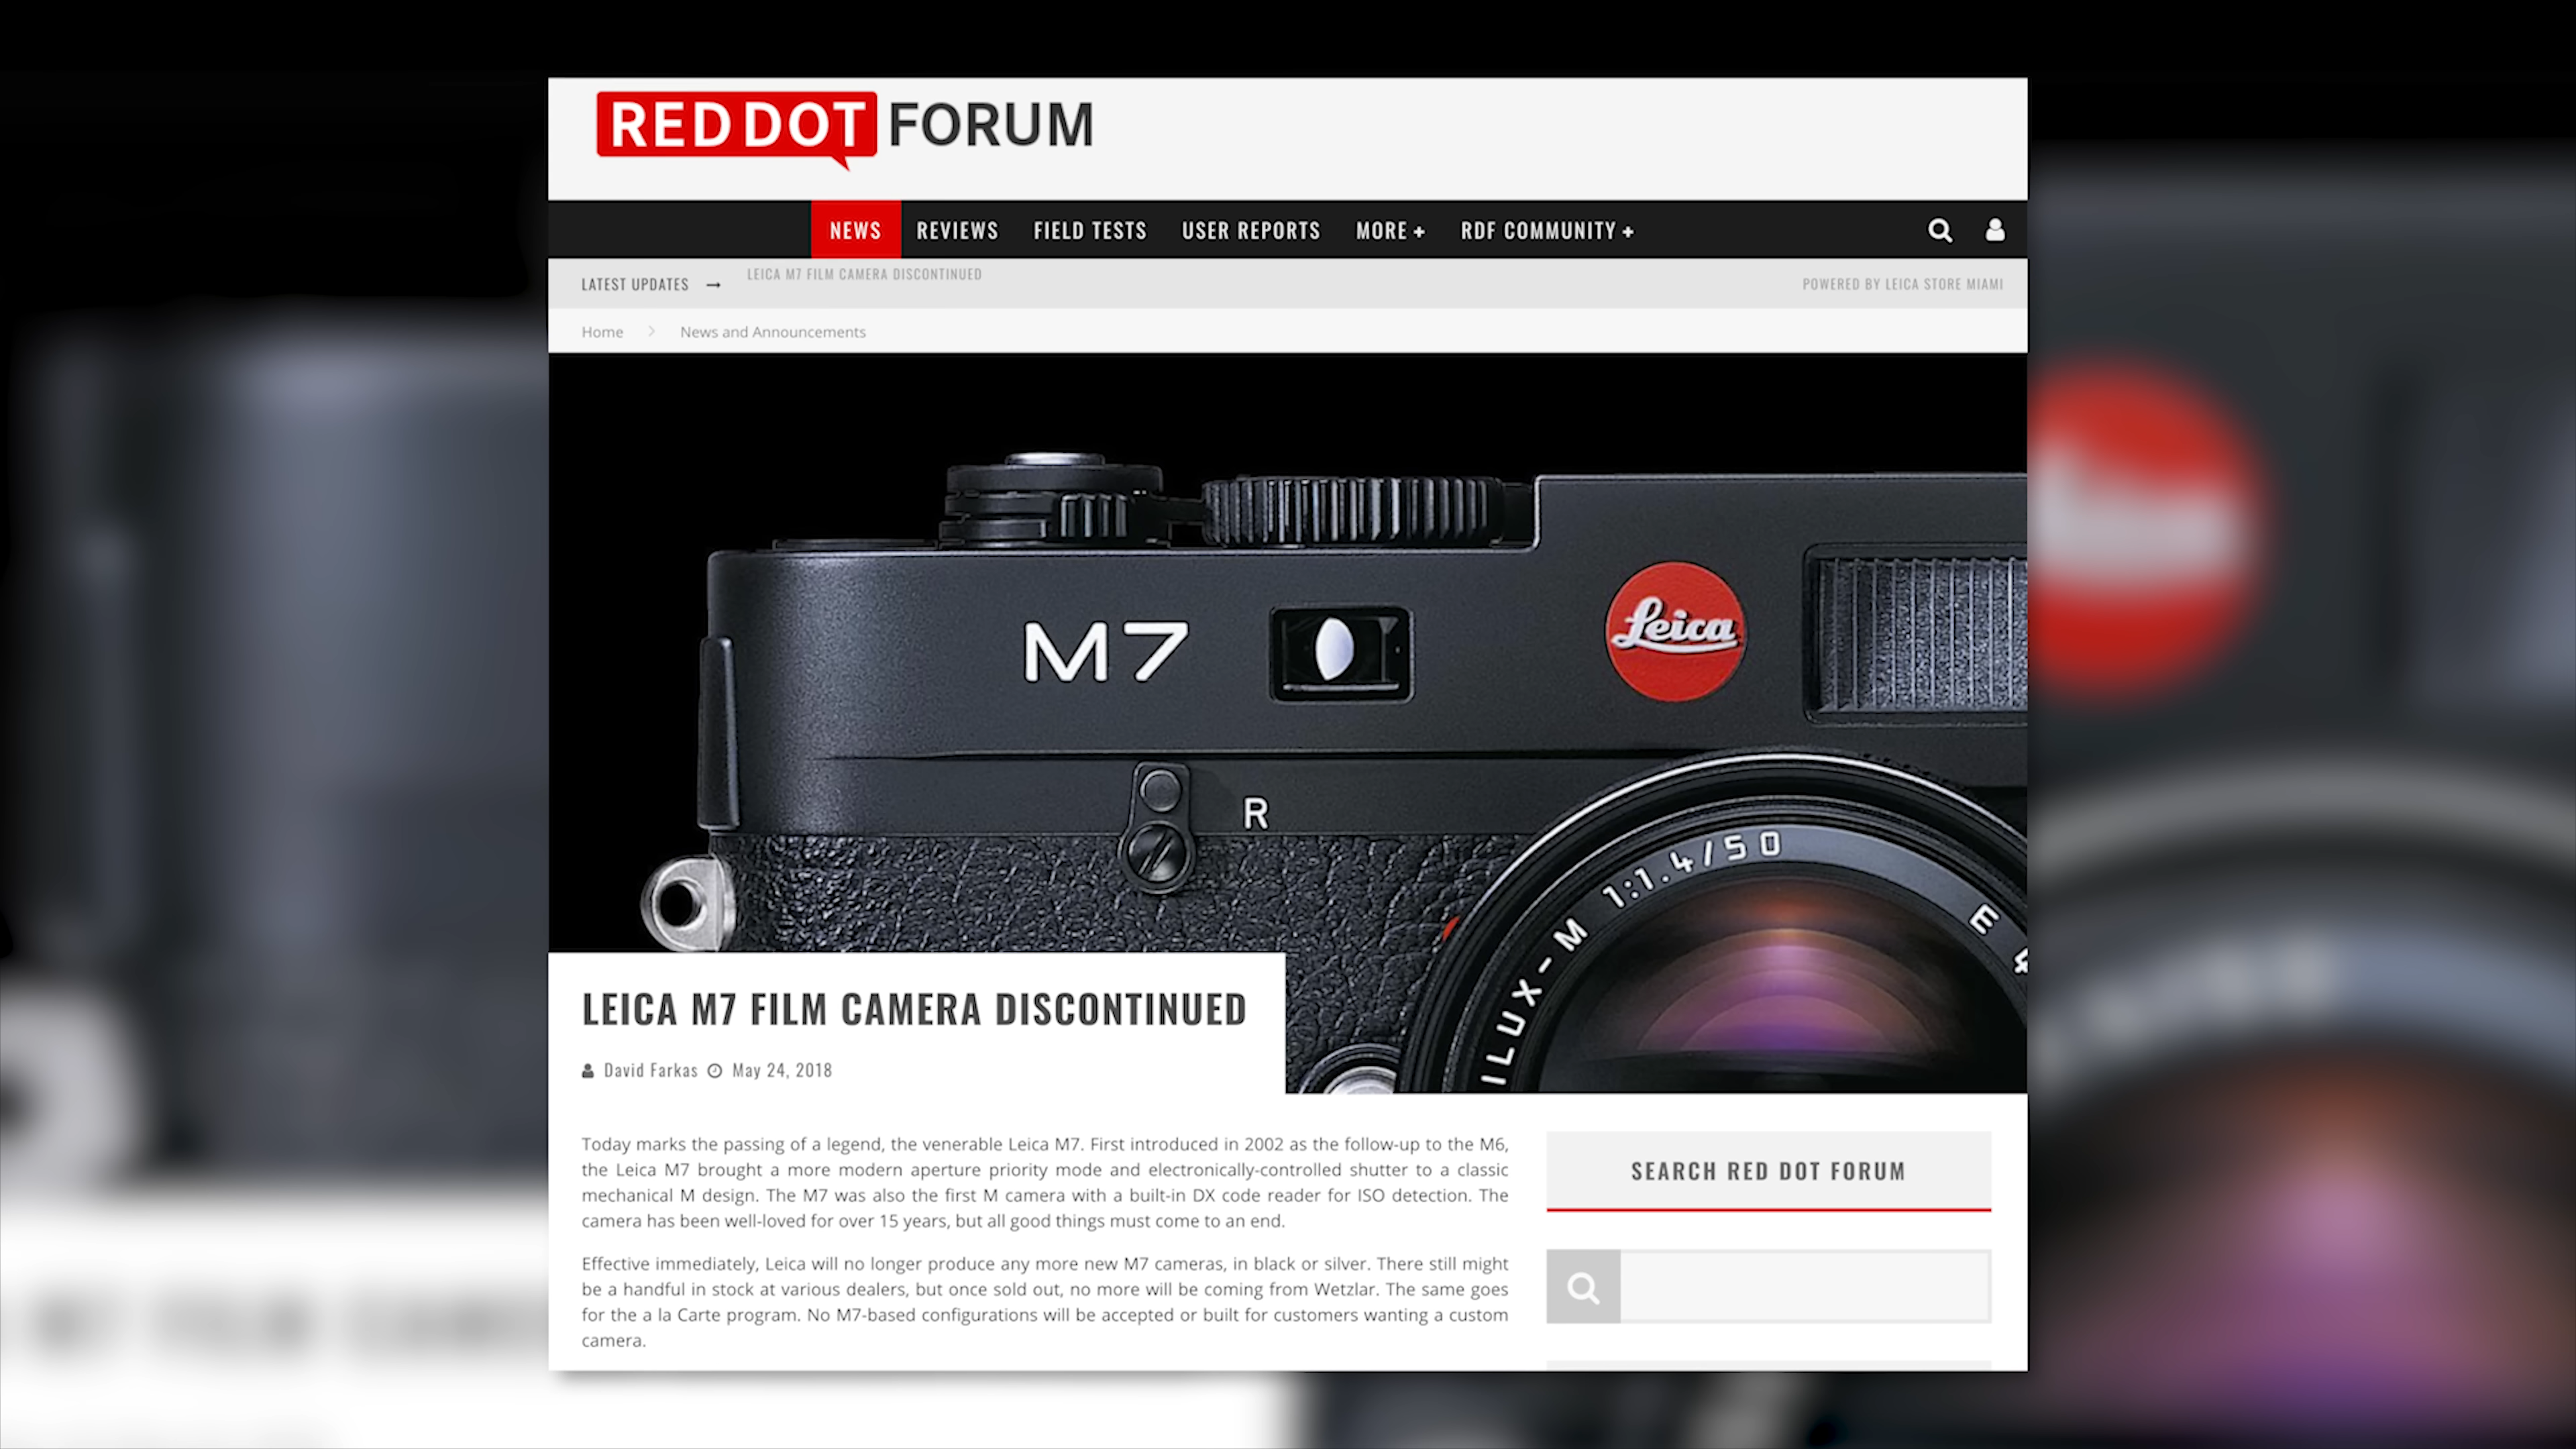 RED DOT FORUM
NEWS REVIEWS FIELD TESTS USER REPORTS MORE + RDF COMMUNITY +
LATEST UPDATES → LEICA M7 FILM CAMERA DISCONTINUED POWERED BY LEICA STORE MIAMI
Home > News and Announcements
M7
Leica
R
ILUX-M 1:1.4/50 E
LEICA M7 FILM CAMERA DISCONTINUED
David Farkas May 24, 2018
Today marks the passing of a legend, the venerable Leica M7. First introduced in 2002 as the follow-up to the M6,
the Leica M7 brought a more modern aperture priority mode and electronically-controlled shutter to a classic
mechanical M design. The M7 was also the first M camera with a built-in DX code reader for ISO detection. The
camera has been well-loved for over 15 years, but all good things must come to an end.
Effective immediately, Leica will no longer produce any more new M7 cameras, in black or silver. There still might
be a handful in stock at various dealers, but once sold out, no more will be coming from Wetzlar. The same goes
for the a la Carte program. No M7-based configurations will be accepted or built for customers wanting a custom
camera.
SEARCH RED DOT FORUM